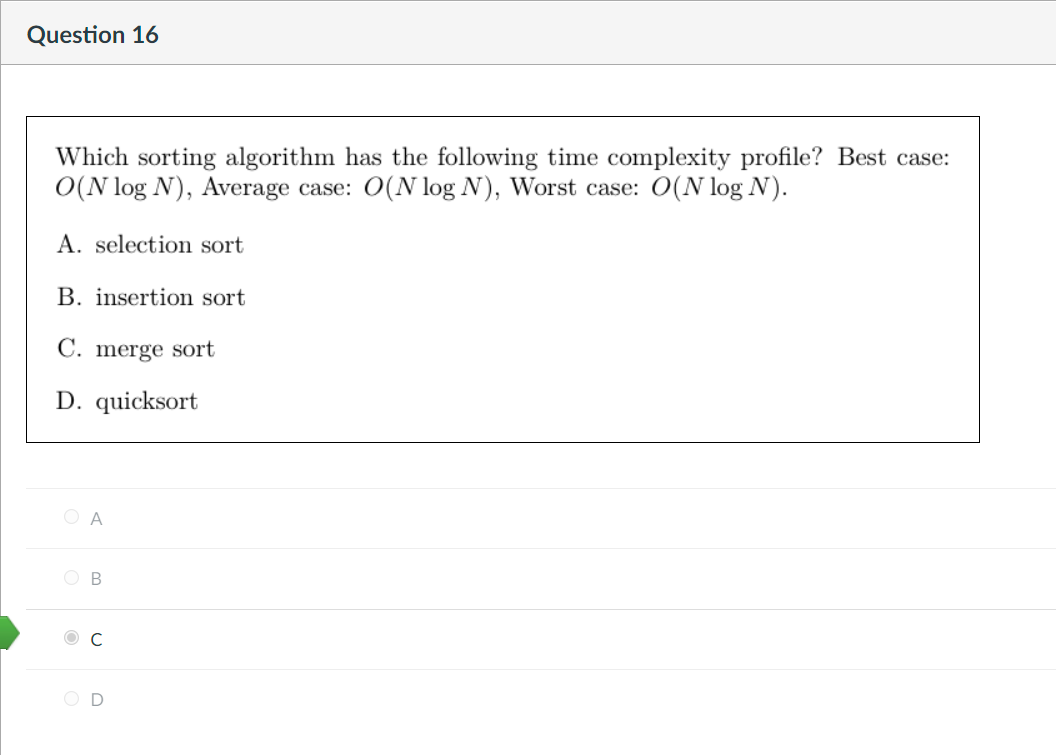 Question 16
Which sorting algorithm has the following time complexity profile? Best case:
O(N log N), Average case: O(N log N), Worst case: O(N log N).
A. selection sort
B. insertion sort
C. merge sort
D. quicksort
A
B
C
D